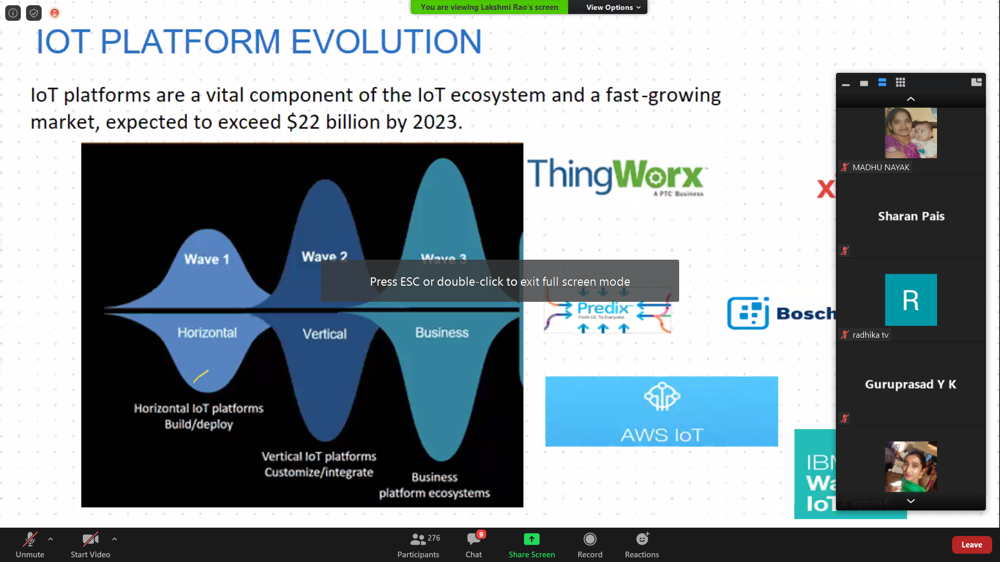 You are viewing Lakshmi Rao's screen
View Options
IOT PLATFORM EVOLUTION
IoT platforms are a vital component of the IoT ecosystem and a fast-growing
market, expected to exceed $22 billion by 2023.
ThingWorx
A PTC Business
Wave 1
Wave 2
Wave 3
Press ESC or double-click to exit full screen mode
Horizontal
Vertical
Business
Horizontal IoT platforms
Build/deploy
Vertical IoT platforms
Customize/integrate
Business
platform ecosystems
Predix™
From GE. To Everyone.
Bosch
AWS IoT
IBM
Wa
IoT
MADHU NAYAK
Sharan Pais
R
radhika tv
Guruprasad Y K
yamuna K
Unmute
Start Video
276
Participants
9
Chat
Share Screen
Record
Reactions
Leave